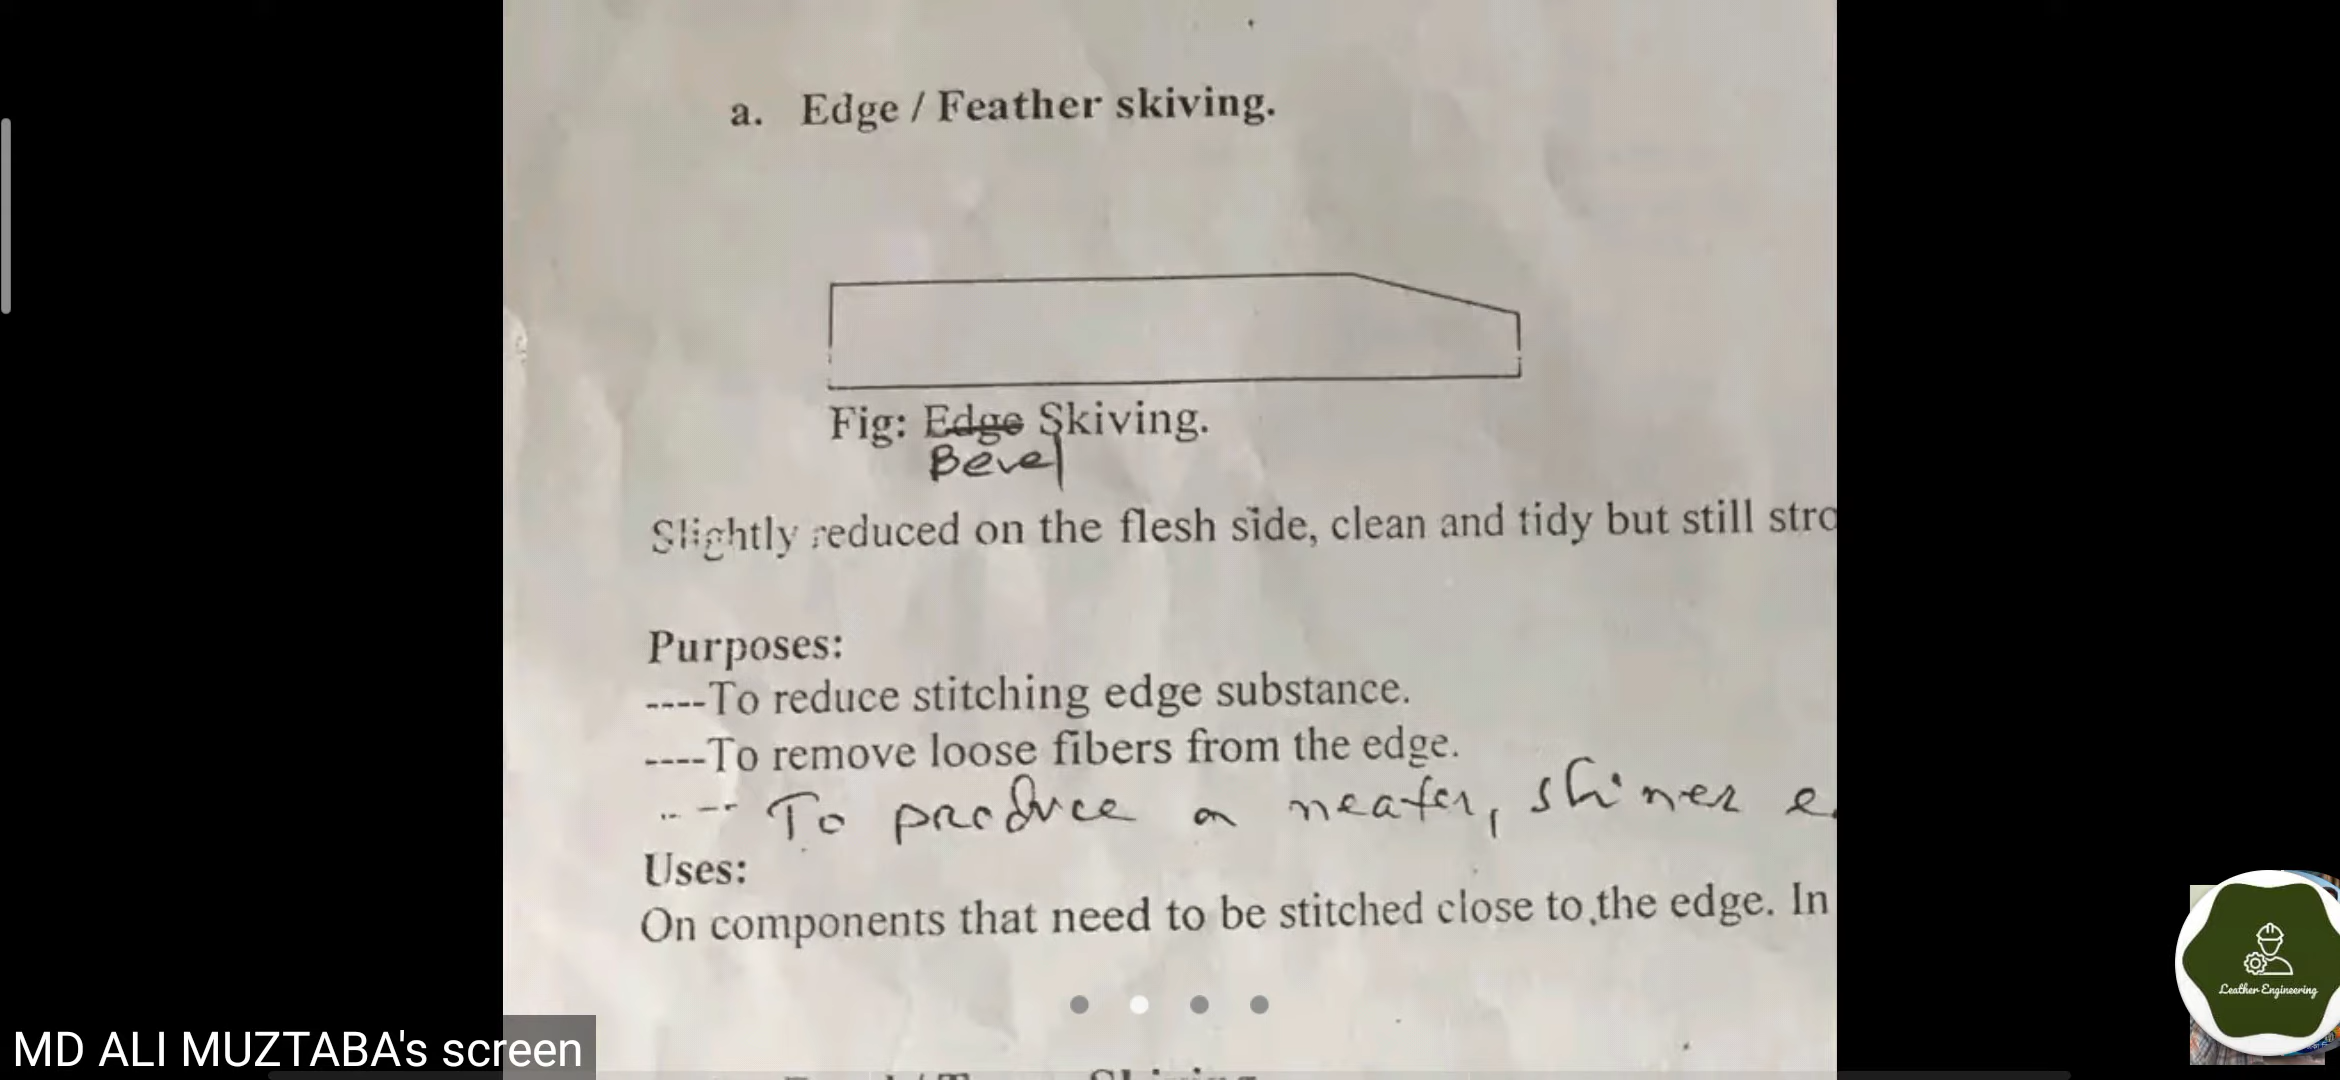 a. Edge / Feather skiving.
Fig: Edge Skiving.
Bevel
Slightly reduced on the flesh side, clean and tidy but still stro
Purposes:
----To reduce stitching edge substance.
----To remove loose fibers from the edge.
---- To produce a neater, shiner e
Uses:
On components that need to be stitched close to the edge. In
Leather Engineering
MD ALI MUZTABA's screen